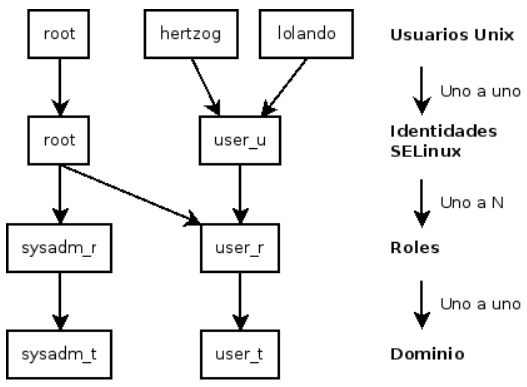 root
hertzog
lolando
Usuarios Unix
Uno a uno
root
user_u
Identidades
SELinux
Uno a N
sysadm_r
user_r
Roles
Uno a uno
sysadm_t
user_t
Dominio